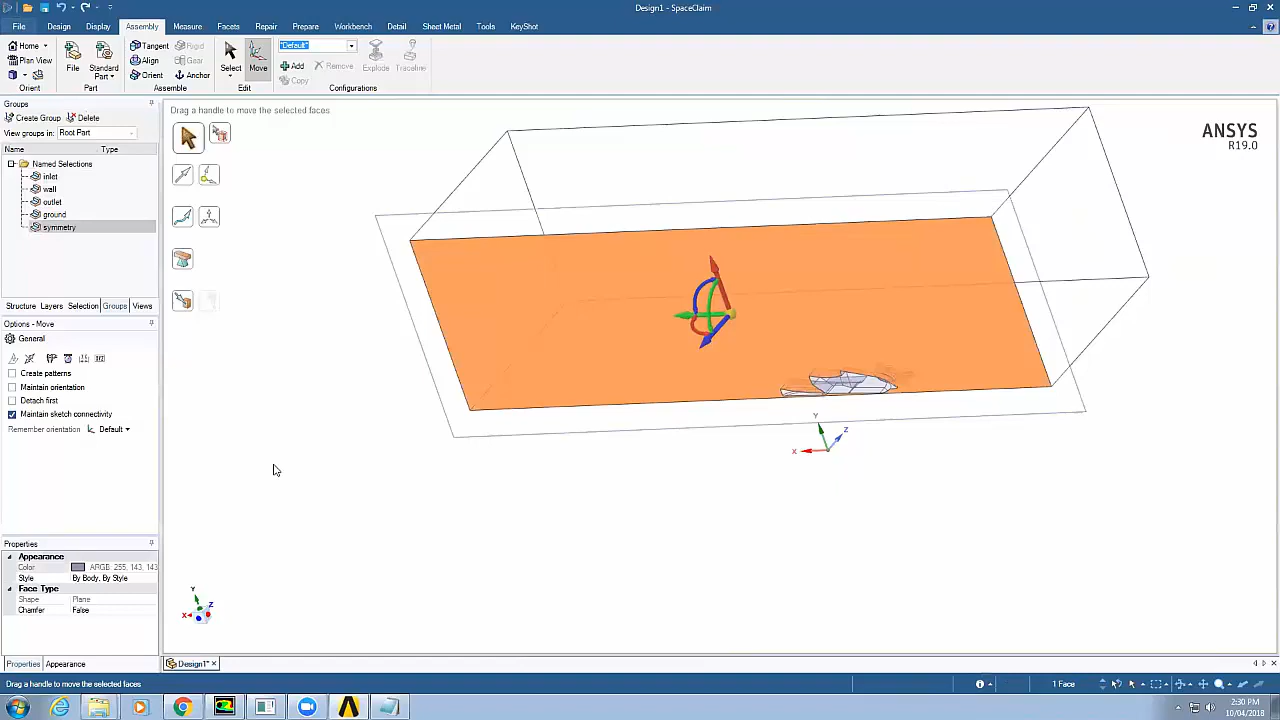 Design1 - SpaceClaim
File Design Display Assembly Measure Facets Repair Prepare Workbench Detail Sheet Metal Tools KeyShot
Home Tangent Rigid "Default"
Plan View File Standard Part Align Gear Select Move Add Remove Explode Traceline
Orient Anchor Copy
Orient Part Assemble Edit Configurations
Groups
Create Group Delete
View groups in: Root Part
Name Type
Named Selections
inlet
wall
outlet
ground
symmetry
Structure Layers Selection Groups Views
Options - Move
General
Create patterns
Maintain orientation
Detach first
Maintain sketch connectivity
Remember orientation Default
Properties
Appearance
Color ARGB: 255, 143, 143
Style By Body, By Style
Face Type
Shape Plane
Chamfer False
Properties Appearance
Drag a handle to move the selected faces
ANSYS
R19.0
Y
Z
X
Y
Z
X
Design1*
Drag a handle to move the selected faces 1 Face
2:30 PM
10/04/2018